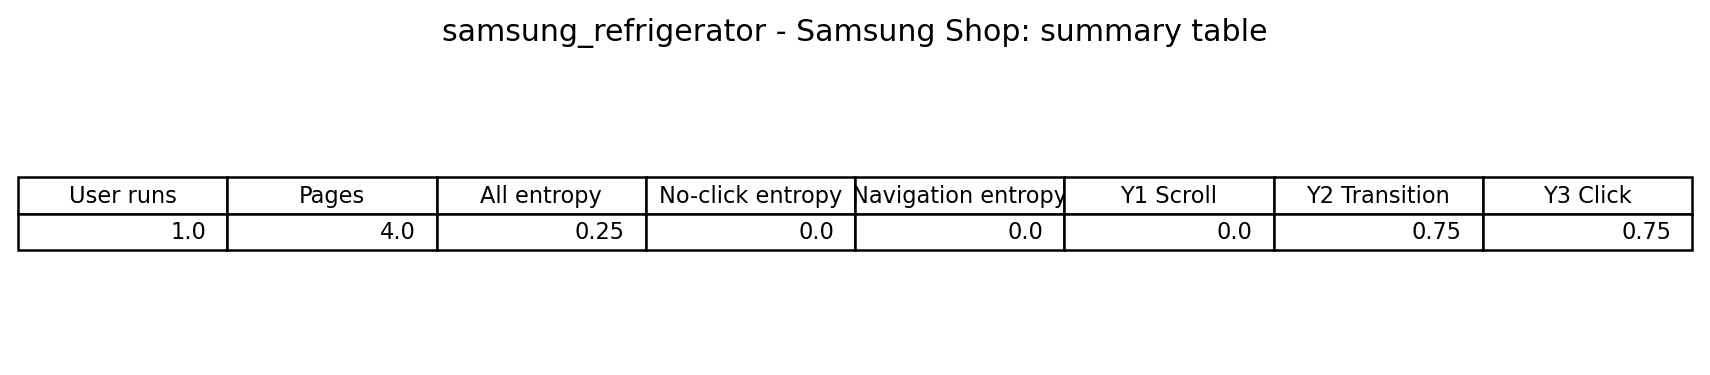 samsung_refrigerator - Samsung Shop: summary table
User runs Pages All entropy No-click entropy Navigation entropy Y1 Scroll Y2 Transition Y3 Click
1.0 4.0 0.25 0.0 0.0 0.0 0.75 0.75